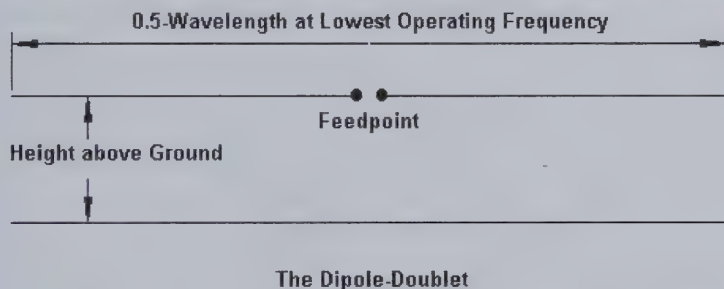 0.5-Wavelength at Lowest Operating Frequency
Feedpoint
Height above Ground
The Dipole-Doublet